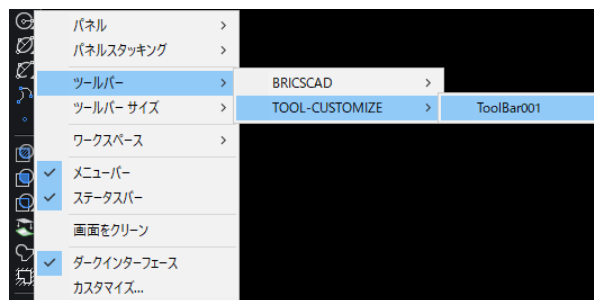 パネル
パネルスタッキング
ツールバー
BRICSCAD
ツールバー サイズ
TOOL-CUSTOMIZE
ToolBar001
ワークスペース
メニューバー
ステータスバー
画面をクリーン
ダークインターフェース
カスタマイズ...